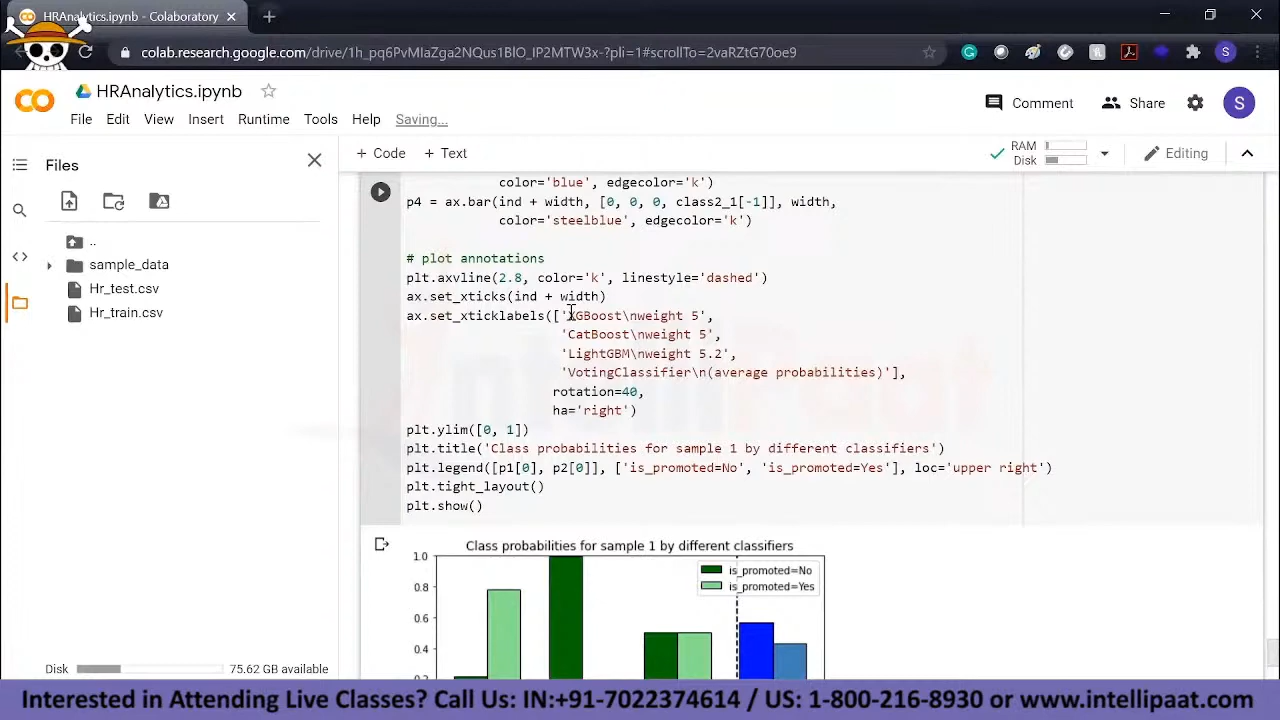 HRAnalytics.ipynb - Colaboratory
colab.research.google.com/drive/1h_pq6PvMIaZga2NQus1BlO_IP2MTW3x-?pli=1#scrollTo=2vaRZtG70oe9
HRAnalytics.ipynb
File Edit View Insert Runtime Tools Help Saving...
Comment Share S
Files
+ Code + Text
RAM
Disk
Editing
..
sample_data
Hr_test.csv
Hr_train.csv
color='blue', edgecolor='k')
p4 = ax.bar(ind + width, [0, 0, 0, class2_1[-1]], width,
color='steelblue', edgecolor='k')
# plot annotations
plt.axvline(2.8, color='k', linestyle='dashed')
ax.set_xticks(ind + width)
ax.set_xticklabels(['XGBoost\nweight 5',
'CatBoost\nweight 5',
'LightGBM\nweight 5.2',
'VotingClassifier\n(average probabilities)'],
rotation=40,
ha='right')
plt.ylim([0, 1])
plt.title('Class probabilities for sample 1 by different classifiers')
plt.legend([p1[0], p2[0]], ['is_promoted=No', 'is_promoted=Yes'], loc='upper right')
plt.tight_layout()
plt.show()
Class probabilities for sample 1 by different classifiers
1.0
0.8
0.6
0.4
is_promoted=No
is_promoted=Yes
Disk 75.62 GB available
Interested in Attending Live Classes? Call Us: IN:+91-7022374614 / US: 1-800-216-8930 or www.intellipaat.com